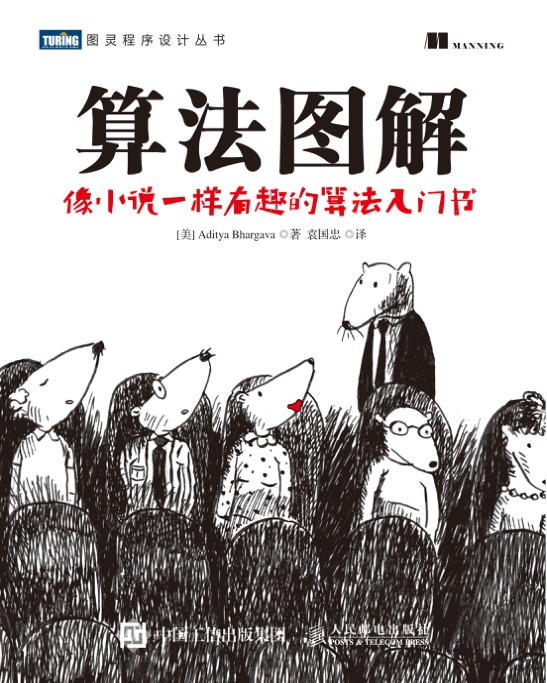 TURING 图灵程序设计丛书
MANNING
算法图解
像小说一样有趣的算法入门书
[美] Aditya Bhargava ◎著 袁国忠 ◎译
中国工信出版集团 人民邮电出版社
POSTS & TELECOM PRESS